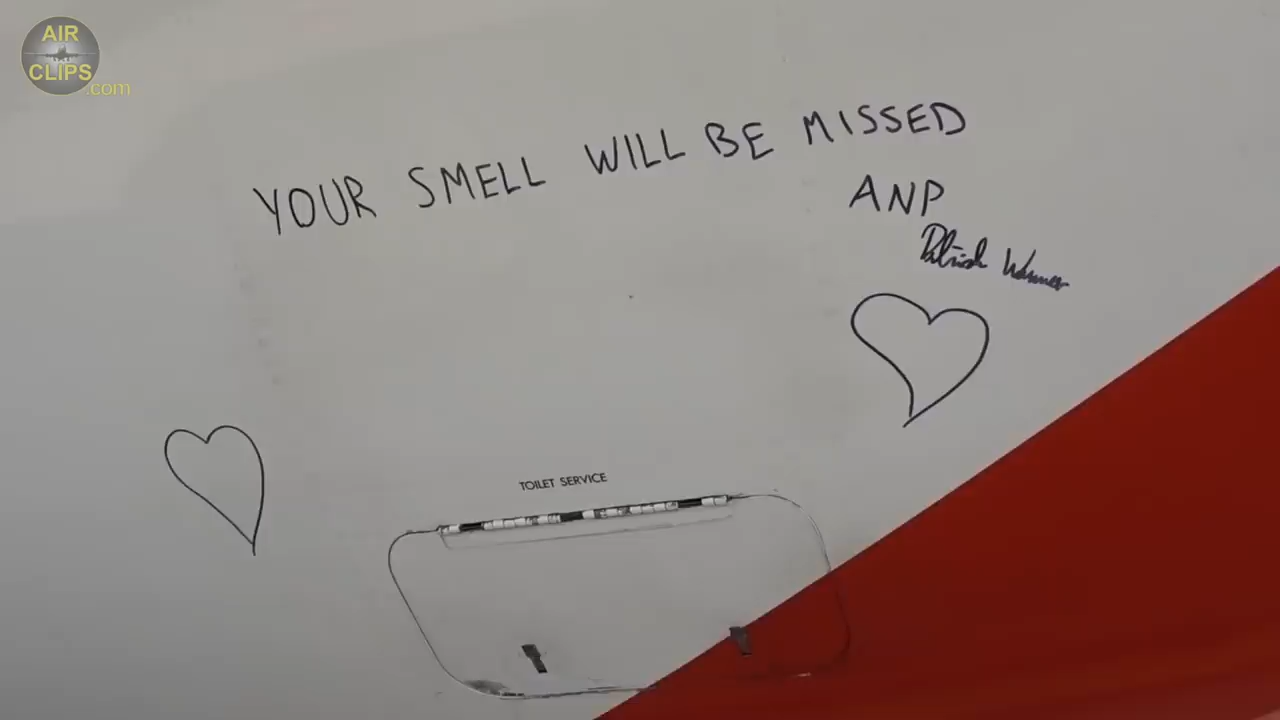 AIR
CLIPS
.com
YOUR SMELL WILL BE MISSED
ANP
TOILET SERVICE